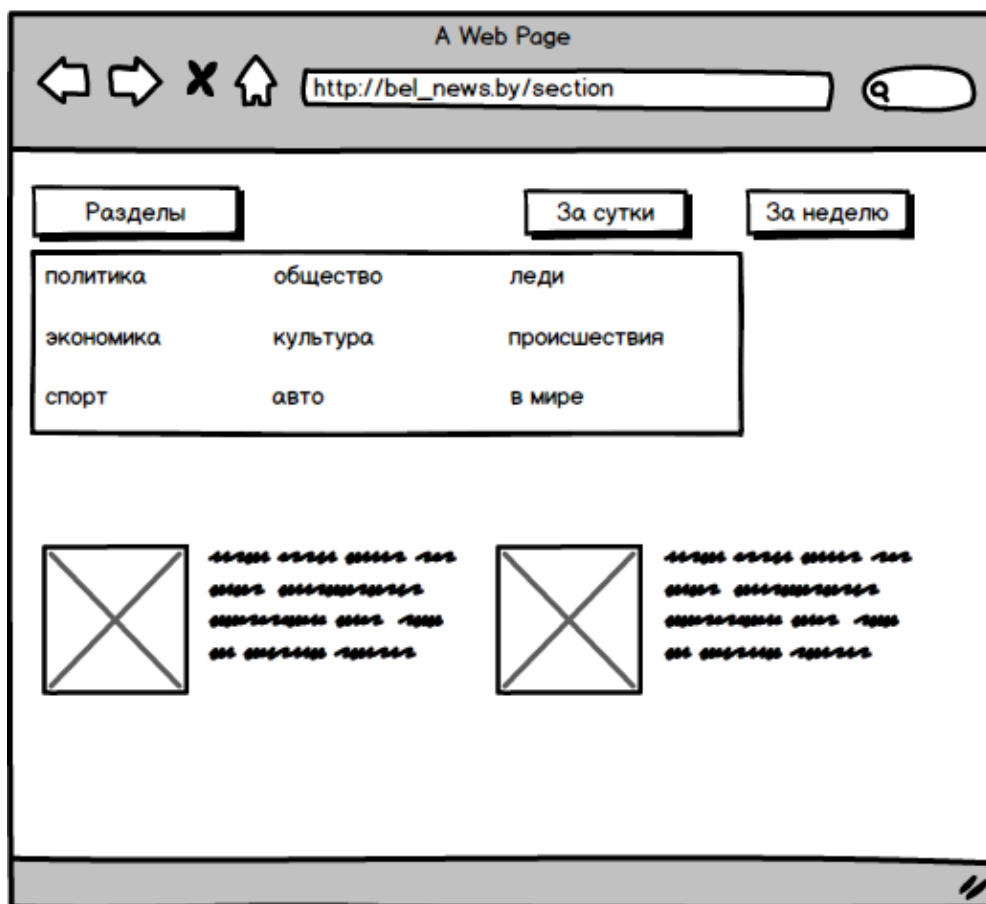 A Web Page
http://bel_news.by/section
Разделы За сутки За неделю
политика общество леди
экономика культура происшествия
спорт авто в мире